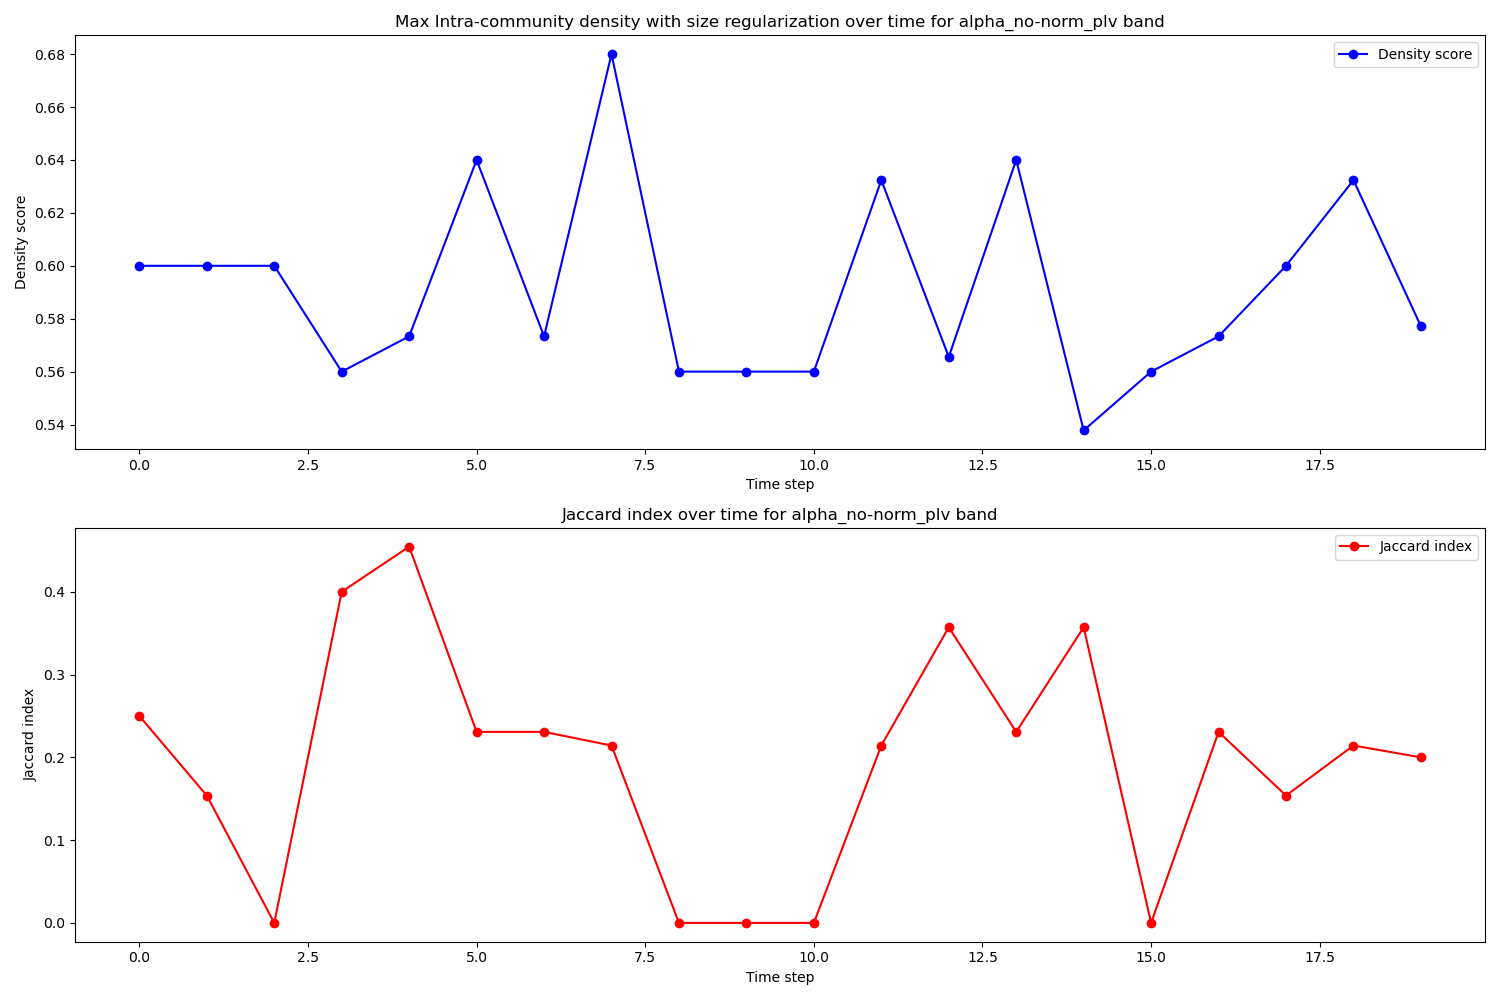 Max Intra-community density with size regularization over time for alpha_no-norm_plv band
Density score
0.68
0.66
0.64
0.62
0.60
0.58
0.56
0.54
Density score
0.0 2.5 5.0 7.5 10.0 12.5 15.0 17.5
Time step
Jaccard index over time for alpha_no-norm_plv band
Jaccard index
0.4
0.3
0.2
0.1
0.0
Jaccard index
0.0 2.5 5.0 7.5 10.0 12.5 15.0 17.5
Time step